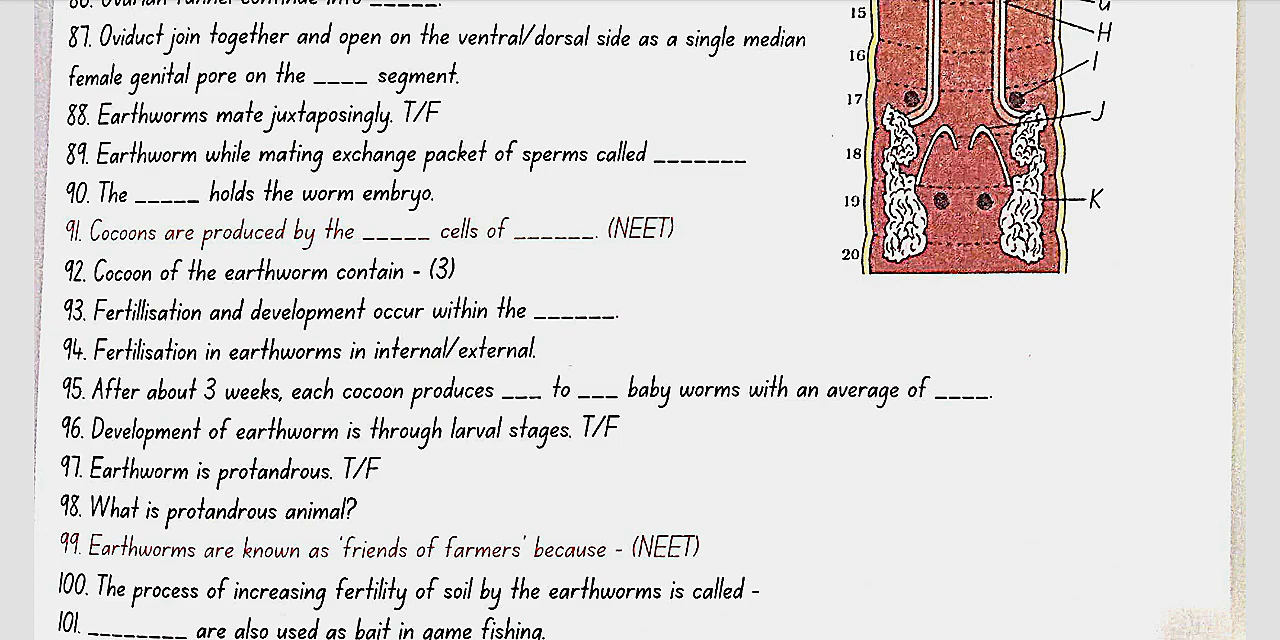 86. Ovarian funnel continue into _____.
87. Oviduct join together and open on the ventral/dorsal side as a single median
female genital pore on the ____ segment.
88. Earthworms mate juxtaposingly. T/F
89. Earthworm while mating exchange packet of sperms called _______
90. The _____ holds the worm embryo.
91. Cocoons are produced by the _____ cells of ______. (NEET)
92. Cocoon of the earthworm contain - (3)
93. Fertillisation and development occur within the ______.
94. Fertilisation in earthworms in internal/external.
95. After about 3 weeks, each cocoon produces ___ to ___ baby worms with an average of ____.
96. Development of earthworm is through larval stages. T/F
97. Earthworm is protandrous. T/F
98. What is protandrous animal?
99. Earthworms are known as 'friends of farmers' because - (NEET)
100. The process of increasing fertility of soil by the earthworms is called -
101. ________ are also used as bait in game fishing.
15
16
17
18
19
20
G
H
I
J
K